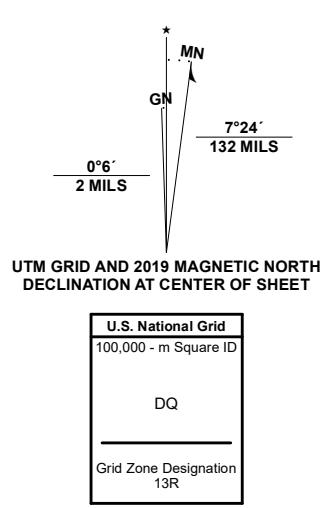 ★
MN
GN
7°24´
132 MILS
0°6´
2 MILS
UTM GRID AND 2019 MAGNETIC NORTH
DECLINATION AT CENTER OF SHEET
U.S. National Grid
100,000 - m Square ID
DQ
Grid Zone Designation
13R